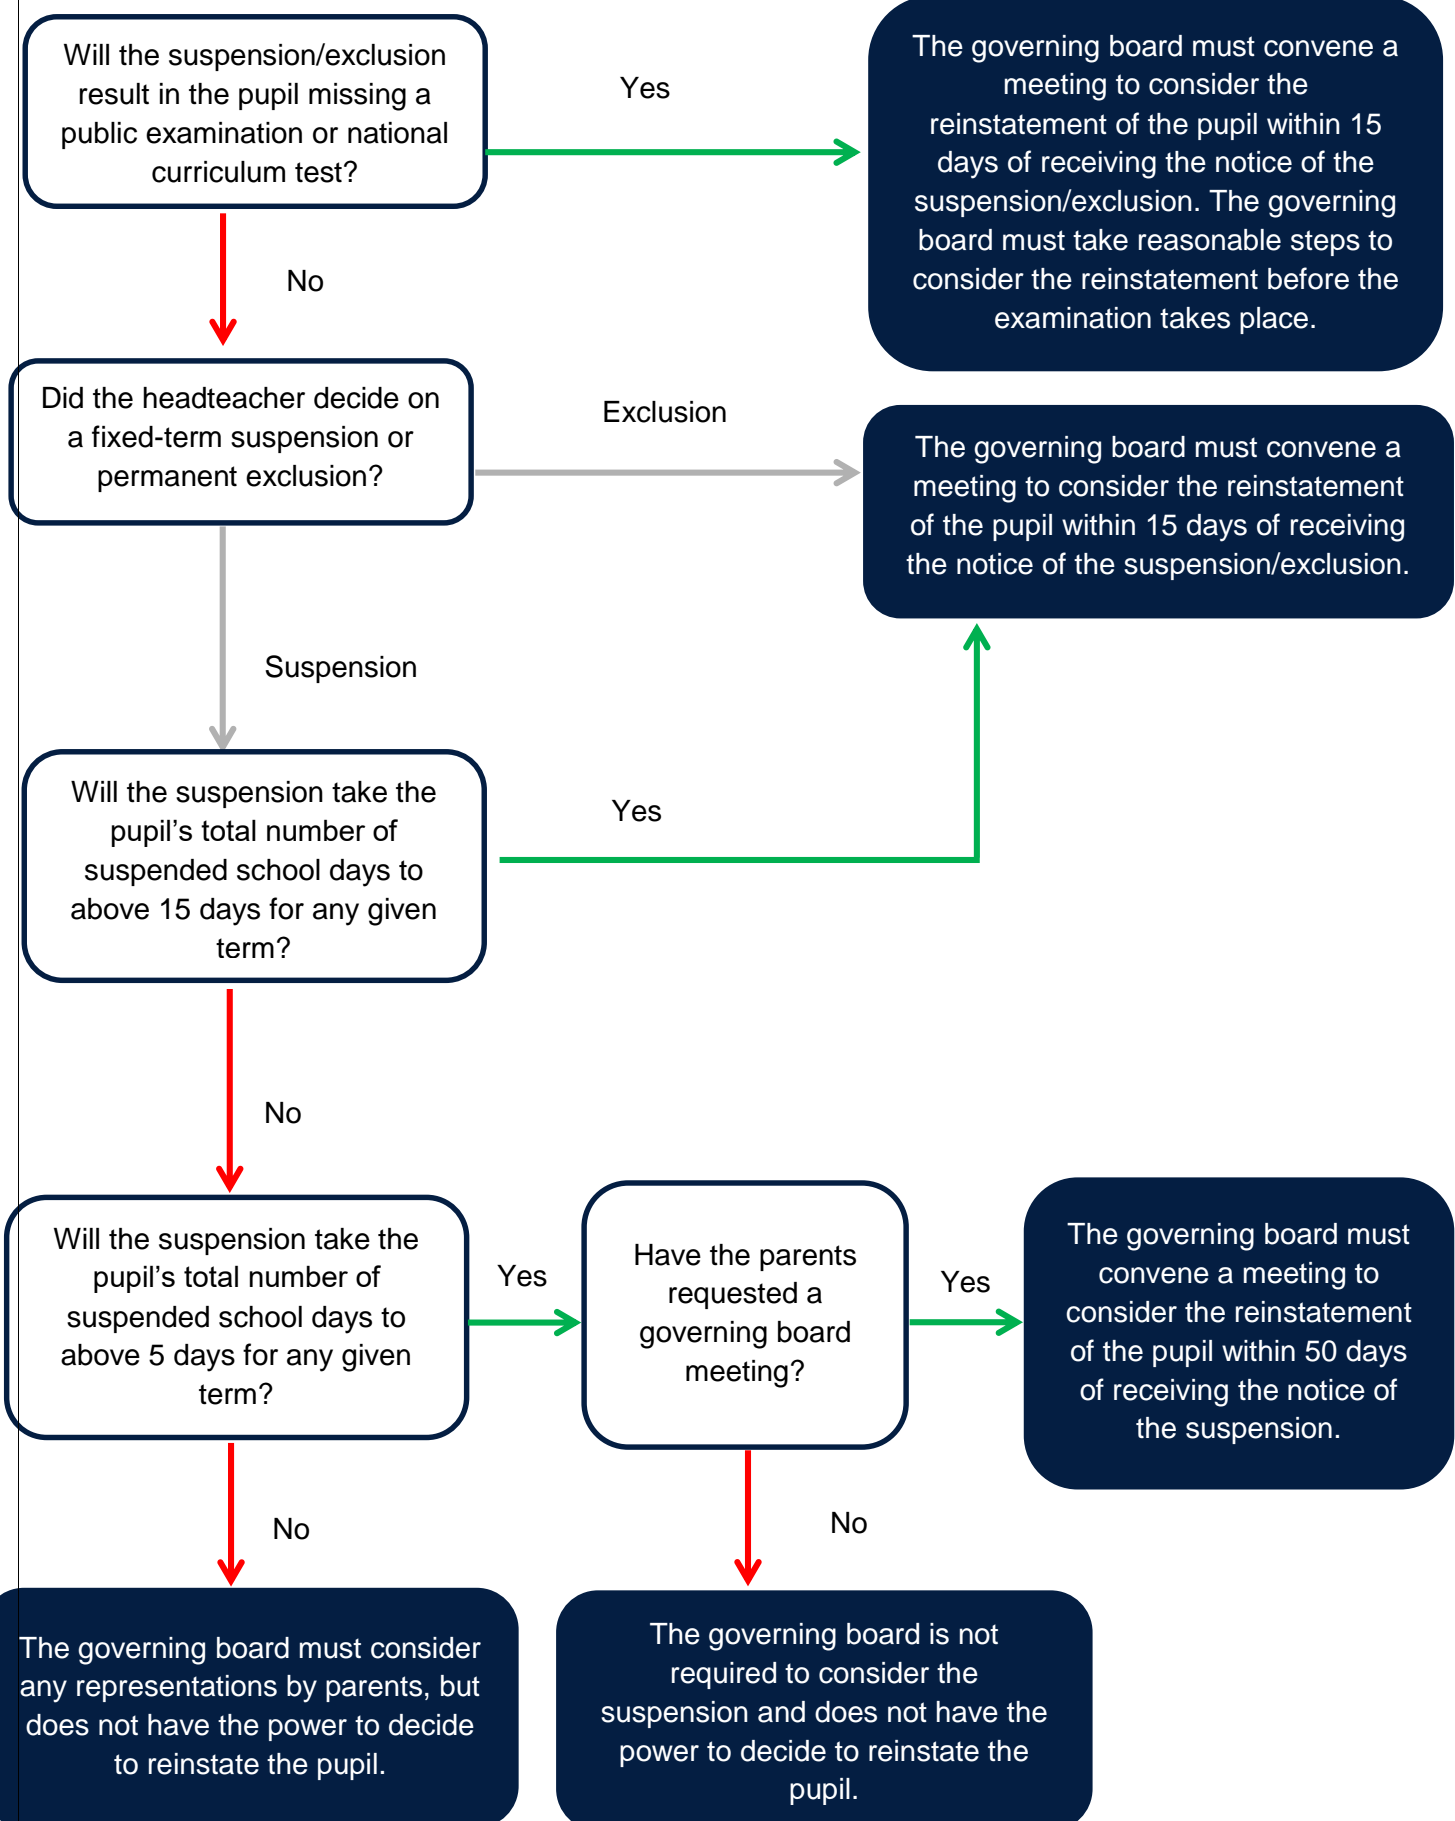 Will the suspension/exclusion
result in the pupil missing a
public examination or national
curriculum test?
Yes
The governing board must convene a
meeting to consider the
reinstatement of the pupil within 15
days of receiving the notice of the
suspension/exclusion. The governing
board must take reasonable steps to
consider the reinstatement before the
examination takes place.
No
Did the headteacher decide on
a fixed-term suspension or
permanent exclusion?
Exclusion
The governing board must convene a
meeting to consider the reinstatement
of the pupil within 15 days of receiving
the notice of the suspension/exclusion.
Suspension
Will the suspension take the
pupil’s total number of
suspended school days to
above 15 days for any given
term?
Yes
No
Will the suspension take the
pupil’s total number of
suspended school days to
above 5 days for any given
term?
Yes
Have the parents
requested a
governing board
meeting?
Yes
The governing board must
convene a meeting to
consider the reinstatement
of the pupil within 50 days
of receiving the notice of
the suspension.
No
No
The governing board must consider
any representations by parents, but
does not have the power to decide
to reinstate the pupil.
The governing board is not
required to consider the
suspension and does not have the
power to decide to reinstate the
pupil.